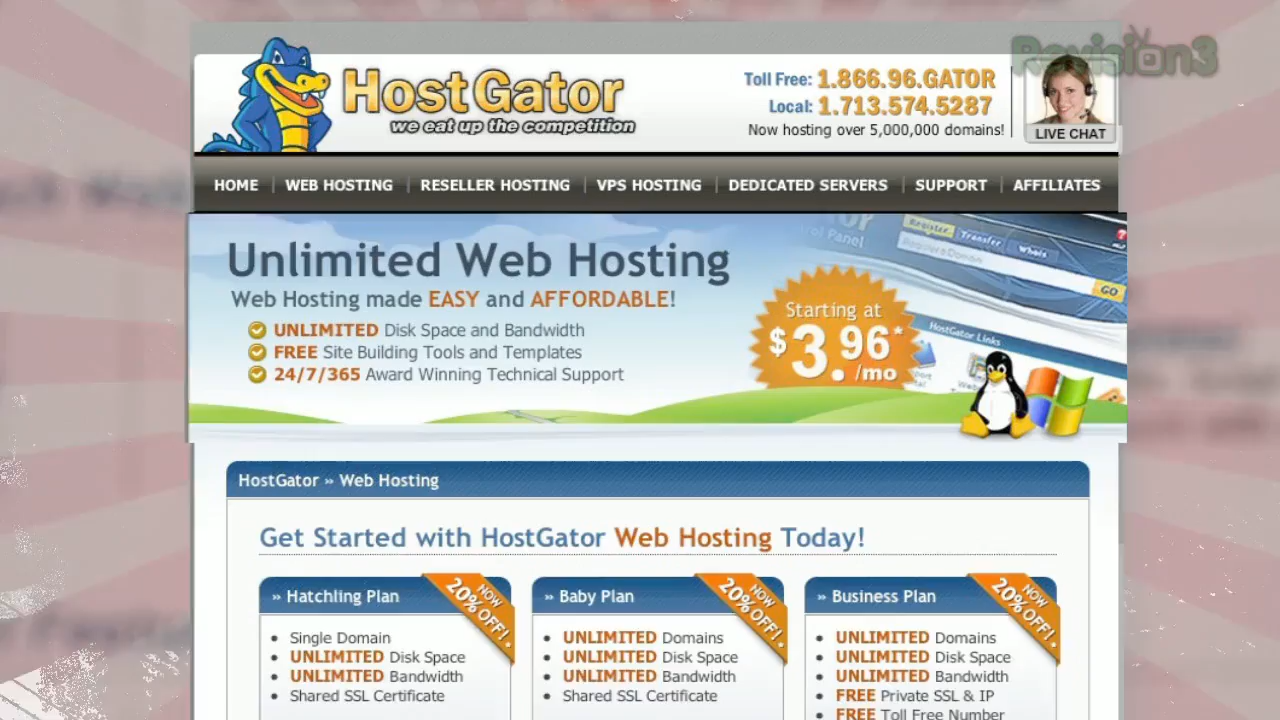 Revision3
HostGator
we eat up the competition
Toll Free: 1.866.96.GATOR
Local: 1.713.574.5287
Now hosting over 5,000,000 domains!
LIVE CHAT
HOME
WEB HOSTING
RESELLER HOSTING
VPS HOSTING
DEDICATED SERVERS
SUPPORT
AFFILIATES
Unlimited Web Hosting
Web Hosting made EASY and AFFORDABLE!
UNLIMITED Disk Space and Bandwidth
FREE Site Building Tools and Templates
24/7/365 Award Winning Technical Support
Starting at
$3.96*
/mo
Control Panel
Register
Transfer
Whois
GO
HostGator Links
HostGator » Web Hosting
Get Started with HostGator Web Hosting Today!
» Hatchling Plan
NOW
20% OFF!
Single Domain
UNLIMITED Disk Space
UNLIMITED Bandwidth
Shared SSL Certificate
» Baby Plan
NOW
20% OFF!
UNLIMITED Domains
UNLIMITED Disk Space
UNLIMITED Bandwidth
Shared SSL Certificate
» Business Plan
NOW
20% OFF!
UNLIMITED Domains
UNLIMITED Disk Space
UNLIMITED Bandwidth
FREE Private SSL & IP
FREE Toll Free Number